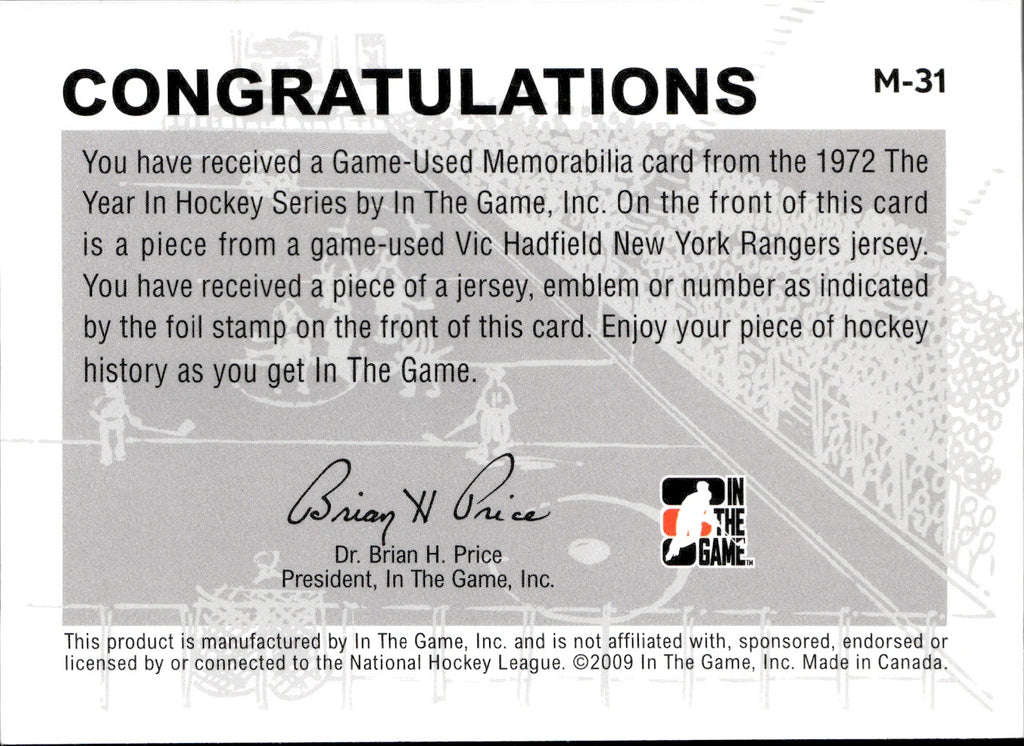 CONGRATULATIONS
M-31
You have received a Game-Used Memorabilia card from the 1972 The
Year In Hockey Series by In The Game, Inc. On the front of this card
is a piece from a game-used Vic Hadfield New York Rangers jersey.
You have received a piece of a jersey, emblem or number as indicated
by the foil stamp on the front of this card. Enjoy your piece of hockey
history as you get In The Game.
Brian H Price
Dr. Brian H. Price
President, In The Game, Inc.
IN
THE
GAME™
This product is manufactured by In The Game, Inc. and is not affiliated with, sponsored, endorsed or
licensed by or connected to the National Hockey League. ©2009 In The Game, Inc. Made in Canada.